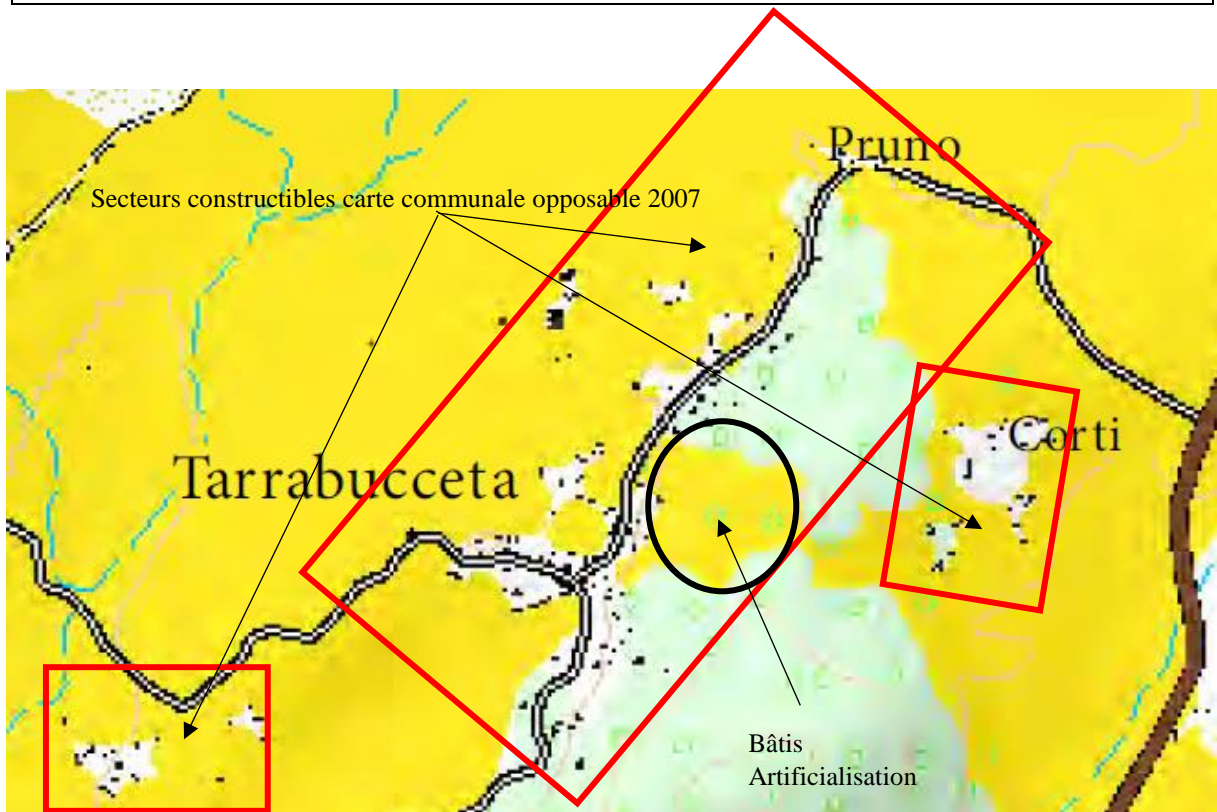 Pruno
Secteurs constructibles carte communale opposable 2007
Corti
Tarrabucceta
Bâtis
Artificialisation